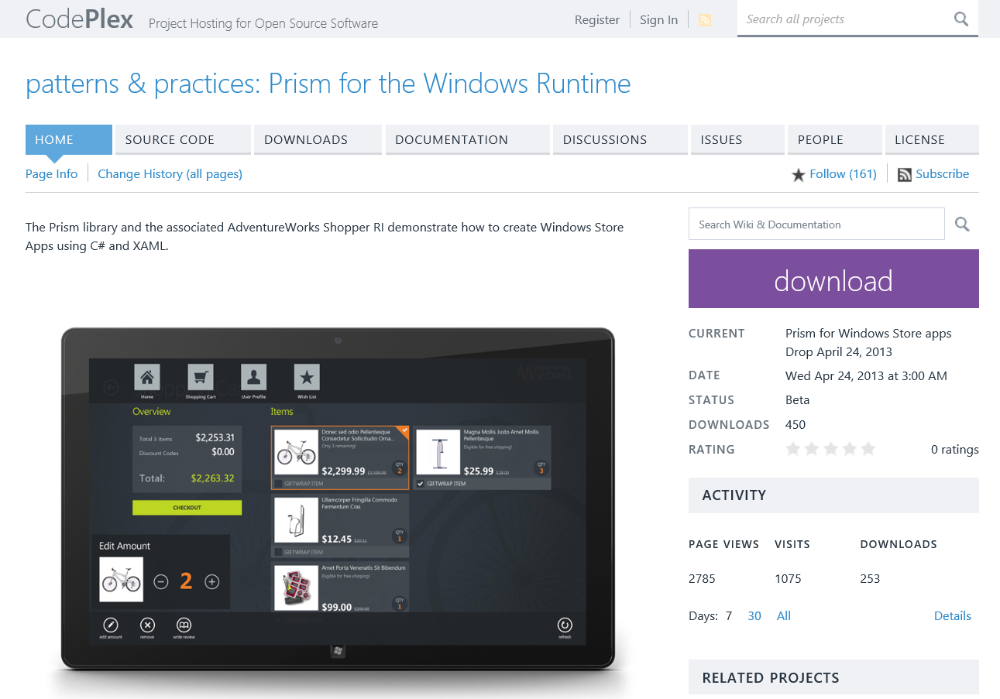 CodePlex Project Hosting for Open Source Software
Register Sign In
Search all projects
patterns & practices: Prism for the Windows Runtime
HOME SOURCE CODE DOWNLOADS DOCUMENTATION DISCUSSIONS ISSUES PEOPLE LICENSE
Page Info Change History (all pages)
Follow (161) Subscribe
The Prism library and the associated AdventureWorks Shopper RI demonstrate how to create Windows Store
Apps using C# and XAML.
ADVENTURE
WORKS
Home Shopping Cart User Profile Wish List
Overview
Total 3 items $2,253.31
Discount Codes $0.00
Total: $2,263.32
CHECKOUT
Items
Donec sed odio Pellentesque
Consectetur Sollicitudin Orna...
Only 3 remaining!
$2,299.99
QTY
2
GIFTWRAP ITEM
Magna Mollis Justo Amet Mollis
Pellentesque
Eligible for free shipping!
$25.99 $28.00
QTY
3
GIFTWRAP ITEM
Ullamcorper Fringilla Commodo
Fermentum Cras
$12.45
QTY
1
GIFTWRAP ITEM
Amet Porta Venenatis Sit Bibendum
Eligible for free shipping!
$99.00 $200.00
QTY
1
Edit Amount
2
edit amount remove write review
refresh
Search Wiki & Documentation
download
CURRENT Prism for Windows Store apps
Drop April 24, 2013
DATE Wed Apr 24, 2013 at 3:00 AM
STATUS Beta
DOWNLOADS 450
RATING 0 ratings
ACTIVITY
PAGE VIEWS VISITS DOWNLOADS
2785 1075 253
Days: 7 30 All Details
RELATED PROJECTS